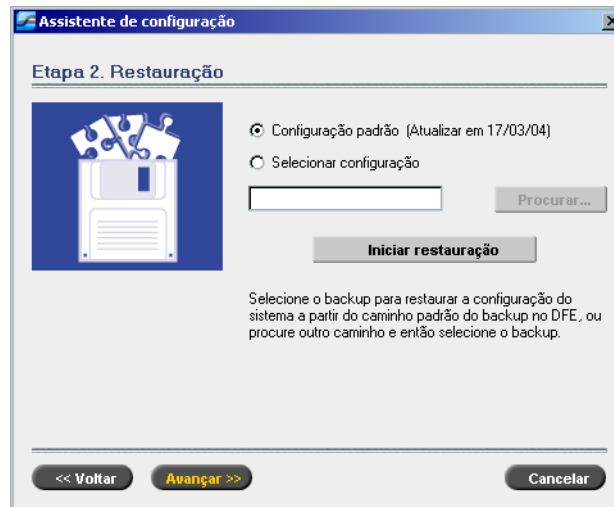 Assistente de configuração
Etapa 2. Restauração
Configuração padrão (Atualizar em 17/03/04)
Selecionar configuração
Procurar...
Iniciar restauração
Selecione o backup para restaurar a configuração do
sistema a partir do caminho padrão do backup no DFE, ou
procure outro caminho e então selecione o backup.
<< Voltar
Avançar >>
Cancelar